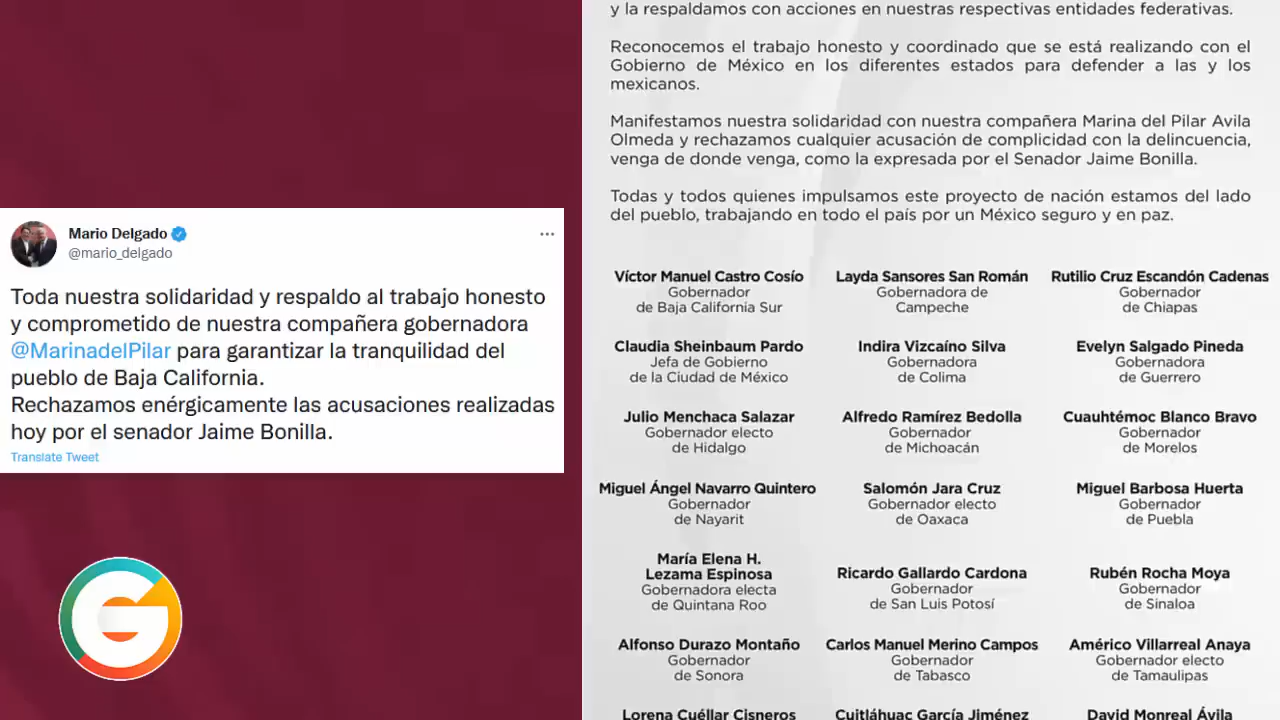 Mario Delgado
@mario_delgado
Toda nuestra solidaridad y respaldo al trabajo honesto
y comprometido de nuestra compañera gobernadora
@MarinadelPilar para garantizar la tranquilidad del
pueblo de Baja California.
Rechazamos enérgicamente las acusaciones realizadas
hoy por el senador Jaime Bonilla.
Translate Tweet
G
y la respaldamos con acciones en nuestras respectivas entidades federativas.
Reconocemos el trabajo honesto y coordinado que se está realizando con el
Gobierno de México en los diferentes estados para defender a las y los
mexicanos.
Manifestamos nuestra solidaridad con nuestra compañera Marina del Pilar Avila
Olmeda y rechazamos cualquier acusación de complicidad con la delincuencia,
venga de donde venga, como la expresada por el Senador Jaime Bonilla.
Todas y todos quienes impulsamos este proyecto de nación estamos del lado
del pueblo, trabajando en todo el país por un México seguro y en paz.
Víctor Manuel Castro Cosío
Gobernador
de Baja California Sur
Layda Sansores San Román
Gobernadora de
Campeche
Rutilio Cruz Escandón Cadenas
Gobernador
de Chiapas
Claudia Sheinbaum Pardo
Jefa de Gobierno
de la Ciudad de México
Indira Vizcaíno Silva
Gobernadora
de Colima
Evelyn Salgado Pineda
Gobernadora
de Guerrero
Julio Menchaca Salazar
Gobernador electo
de Hidalgo
Alfredo Ramírez Bedolla
Gobernador
de Michoacán
Cuauhtémoc Blanco Bravo
Gobernador
de Morelos
Miguel Ángel Navarro Quintero
Gobernador
de Nayarit
Salomón Jara Cruz
Gobernador electo
de Oaxaca
Miguel Barbosa Huerta
Gobernador
de Puebla
María Elena H.
Lezama Espinosa
Gobernadora electa
de Quintana Roo
Ricardo Gallardo Cardona
Gobernador
de San Luis Potosí
Rubén Rocha Moya
Gobernador
de Sinaloa
Alfonso Durazo Montaño
Gobernador
de Sonora
Carlos Manuel Merino Campos
Gobernador
de Tabasco
Américo Villarreal Anaya
Gobernador electo
de Tamaulipas
Lorena Cuéllar Cisneros
Cuitláhuac García Jiménez
David Monreal Ávila